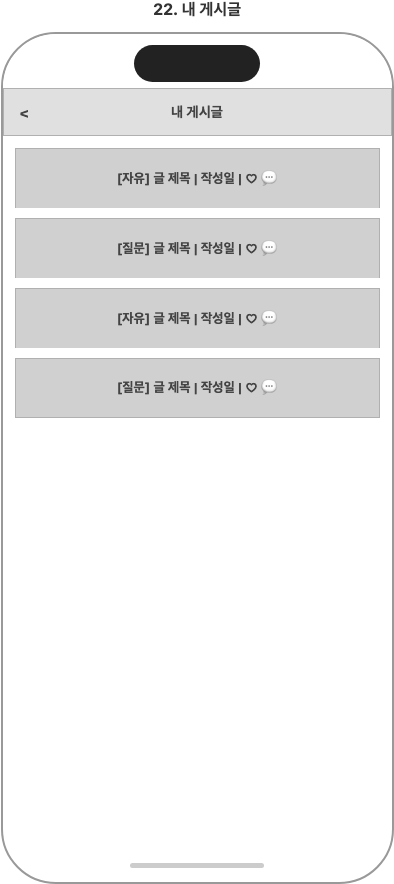 22. 내 게시글
< 내 게시글
[자유] 글 제목 | 작성일 | ♡ 💬
[질문] 글 제목 | 작성일 | ♡ 💬
[자유] 글 제목 | 작성일 | ♡ 💬
[질문] 글 제목 | 작성일 | ♡ 💬